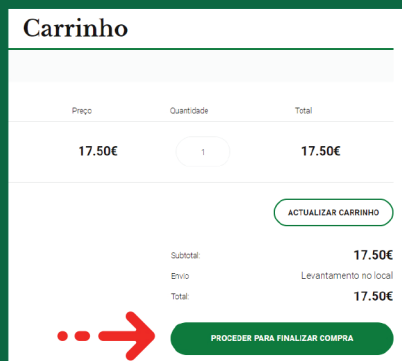 Carrinho
Preço Quantidade Total
17.50€ 1 17.50€
ACTUALIZAR CARRINHO
Subtotal: 17.50€
Envio Levantamento no local
Total: 17.50€
PROCEDER PARA FINALIZAR COMPRA